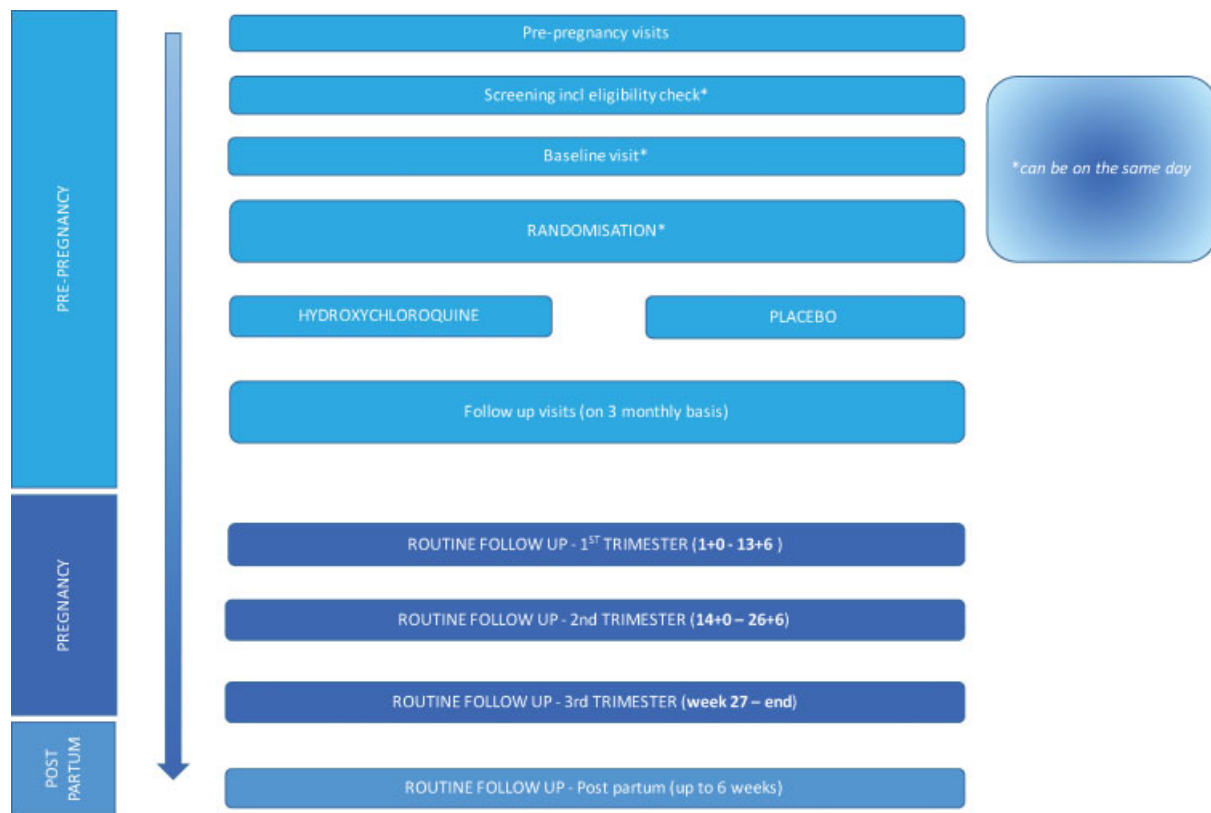 PRE-PREGNANCY
Pre-pregnancy visits
Screening incl eligibility check*
Baseline visit*
*can be on the same day
RANDOMISATION*
HYDROXYCHLOROQUINE
PLACEBO
Follow up visits (on 3 monthly basis)
PREGNANCY
ROUTINE FOLLOW UP - 1ST TRIMESTER (1+0 - 13+6 )
ROUTINE FOLLOW UP - 2nd TRIMESTER (14+0 – 26+6)
ROUTINE FOLLOW UP - 3rd TRIMESTER (week 27 – end)
POST
PARTUM
ROUTINE FOLLOW UP - Post partum (up to 6 weeks)